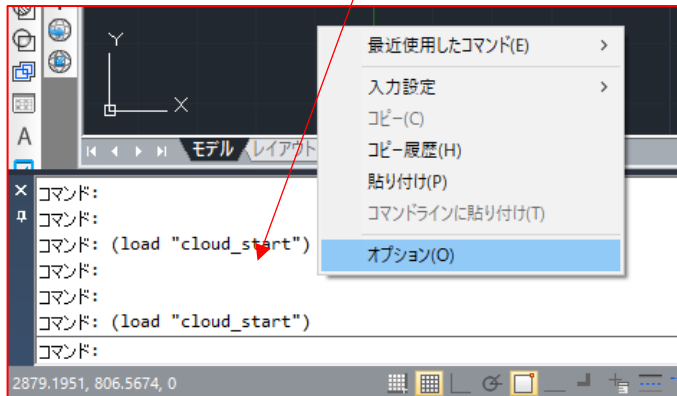 Y
X
A
最近使用したコマンド(E)
入力設定
コピー(C)
コピー履歴(H)
貼り付け(P)
コマンドラインに貼り付け(T)
オプション(O)
モデル レイアウト
コマンド:
コマンド:
コマンド: (load "cloud_start")
コマンド:
コマンド:
コマンド: (load "cloud_start")
コマンド:
2879.1951, 806.5674, 0